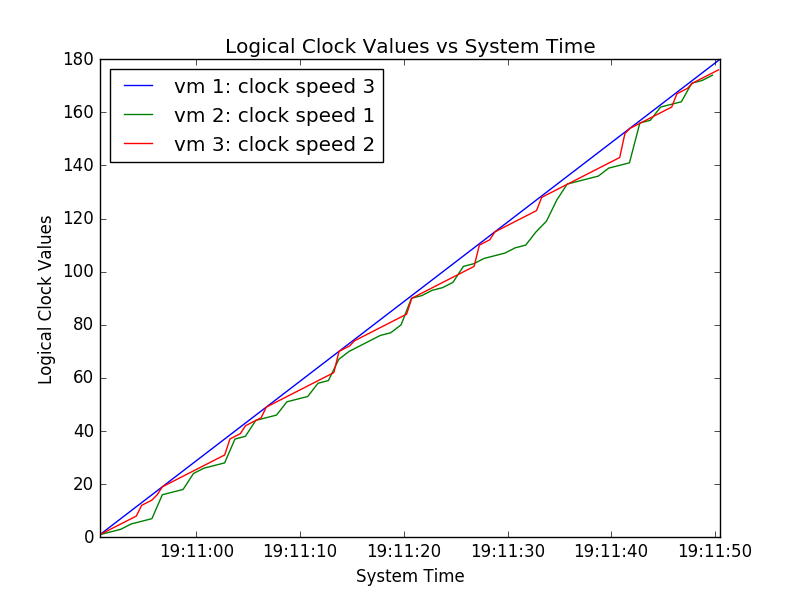 Logical Clock Values vs System Time
vm 1: clock speed 3
vm 2: clock speed 1
vm 3: clock speed 2
Logical Clock Values
180
160
140
120
100
80
60
40
20
0
19:11:00 19:11:10 19:11:20 19:11:30 19:11:40 19:11:50
System Time